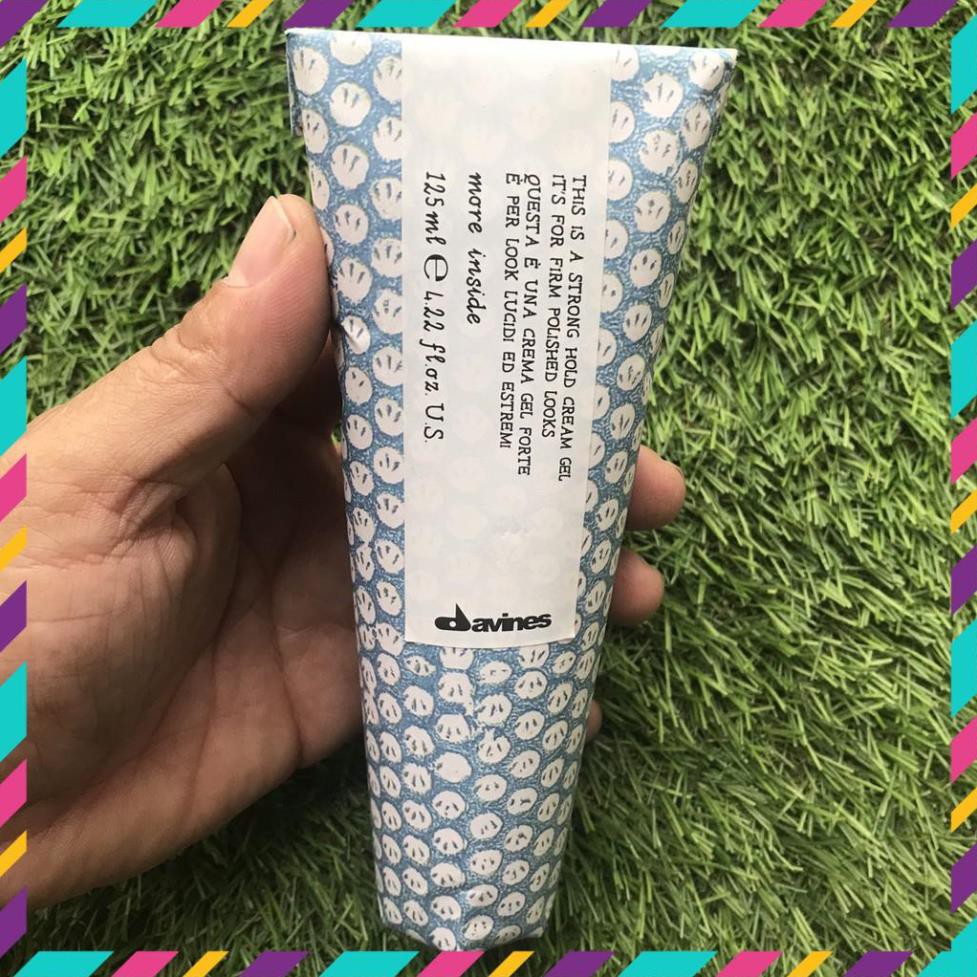 THIS IS A STRONG HOLD CREAM GEL
IT'S FOR FIRM POLISHED LOOKS
QUESTA È UNA CREMA GEL FORTE
È PER LOOK LUCIDI ED ESTREMI
more inside
125 ml ℮ 4.22 fl.oz. U.S.
davines